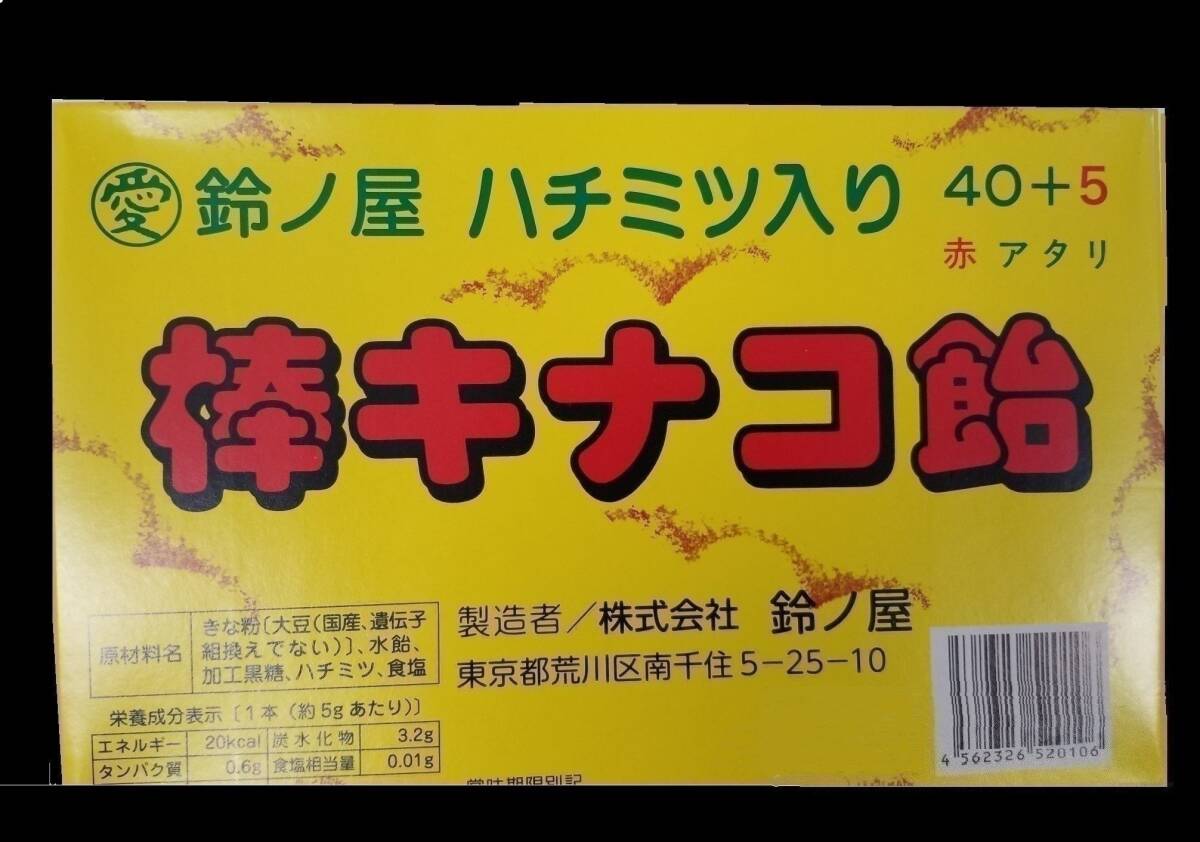 愛 鈴ノ屋 ハチミツ入り 40+5
赤 アタリ
棒キナコ飴
原材料名
きな粉〔大豆(国産、遺伝子
組換えでない)〕、水飴、
加工黒糖、ハチミツ、食塩
製造者/株式会社 鈴ノ屋
東京都荒川区南千住5-25-10
栄養成分表示〔1本(約5gあたり)〕
エネルギー 20kcal 炭水化物 3.2g
タンパク質 0.6g 食塩相当量 0.01g
賞味期限別記
4 562326 520106